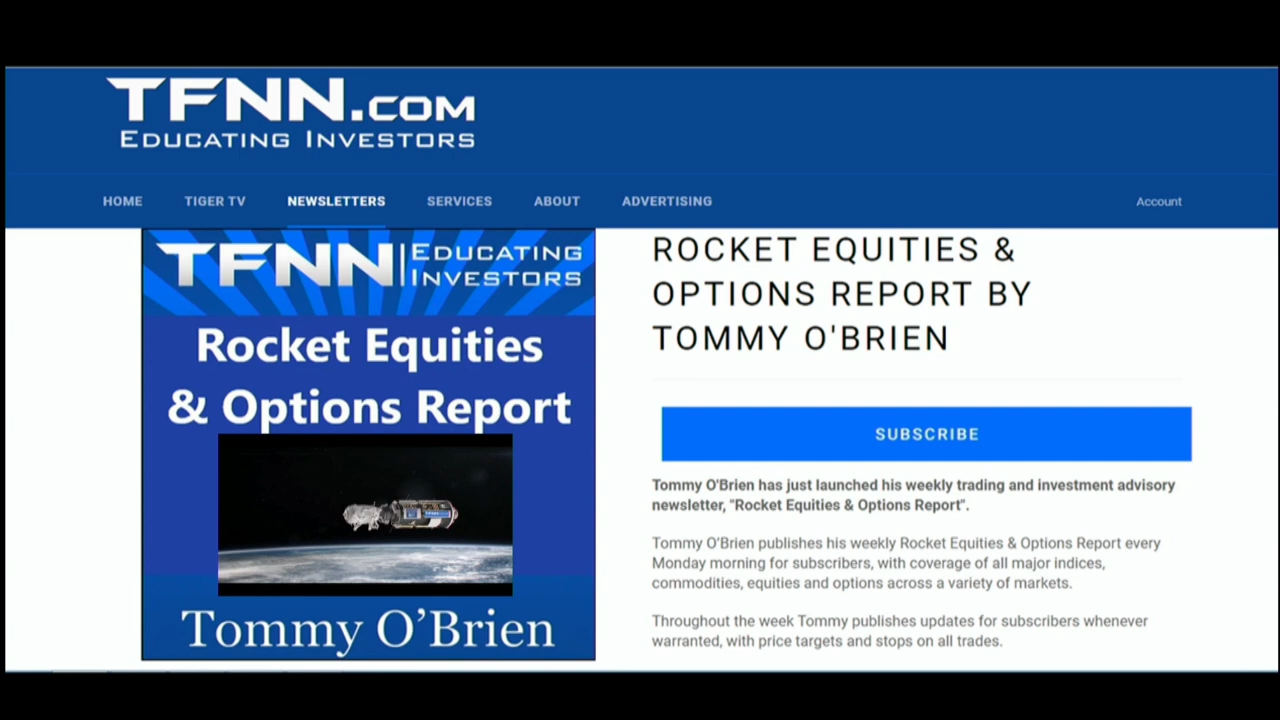 TFNN.COM
EDUCATING INVESTORS
HOME TIGER TV NEWSLETTERS SERVICES ABOUT ADVERTISING Account
TFNN|EDUCATING
INVESTORS
Rocket Equities
& Options Report
Tommy O’Brien
ROCKET EQUITIES &
OPTIONS REPORT BY
TOMMY O'BRIEN
SUBSCRIBE
Tommy O'Brien has just launched his weekly trading and investment advisory
newsletter, "Rocket Equities & Options Report".
Tommy O’Brien publishes his weekly Rocket Equities & Options Report every
Monday morning for subscribers, with coverage of all major indices,
commodities, equities and options across a variety of markets.
Throughout the week Tommy publishes updates for subscribers whenever
warranted, with price targets and stops on all trades.